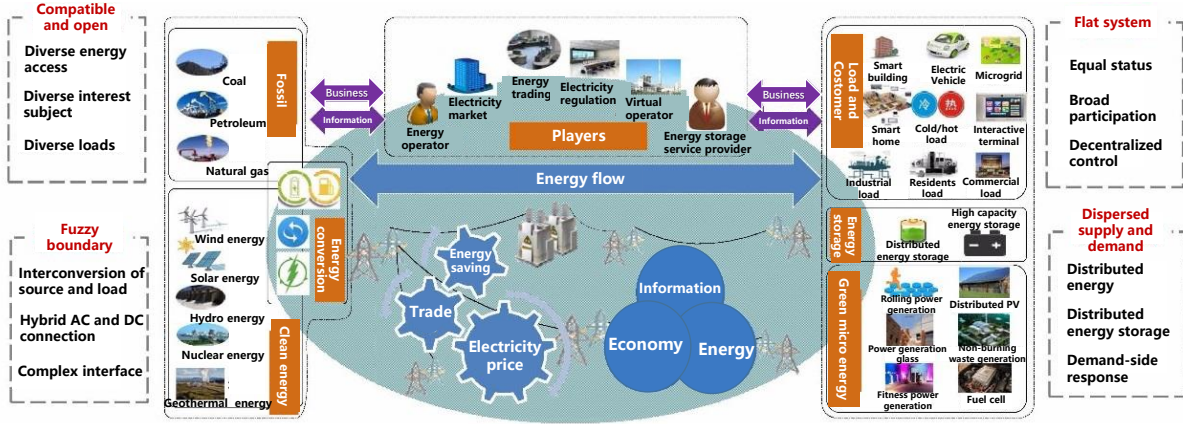 Compatible
and open
Diverse energy
access
Diverse interest
subject
Diverse loads
Fuzzy
boundary
Interconversion of
source and load
Hybrid AC and DC
connection
Complex interface
Coal
Petroleum
Natural gas
Fossil
Wind energy
Solar energy
Hydro energy
Nuclear energy
Geothermal energy
Clean energy
Energy
conversion
Business
Information
Energy
operator
Electricity
market
Energy
trading
Electricity
regulation
Virtual
operator
Energy storage
service provider
Players
Business
Information
Energy flow
Energy
saving
Trade
Electricity
price
Information
Economy
Energy
Load and
Costomer
Smart
building
Electric
Vehicle
Microgrid
Smart
home
冷
热
Cold/hot
load
Interactive
terminal
Industrial
load
Residents
load
Commercial
load
Energy
storage
Distributed
energy storage
High capacity
energy storage
Green micro energy
Rolling power
generation
Distributed PV
Power generation
glass
Non-burning
waste generation
Fitness power
generation
Fuel cell
Flat system
Equal status
Broad
participation
Decentralized
control
Dispersed
supply and
demand
Distributed
energy
Distributed
energy storage
Demand-side
response